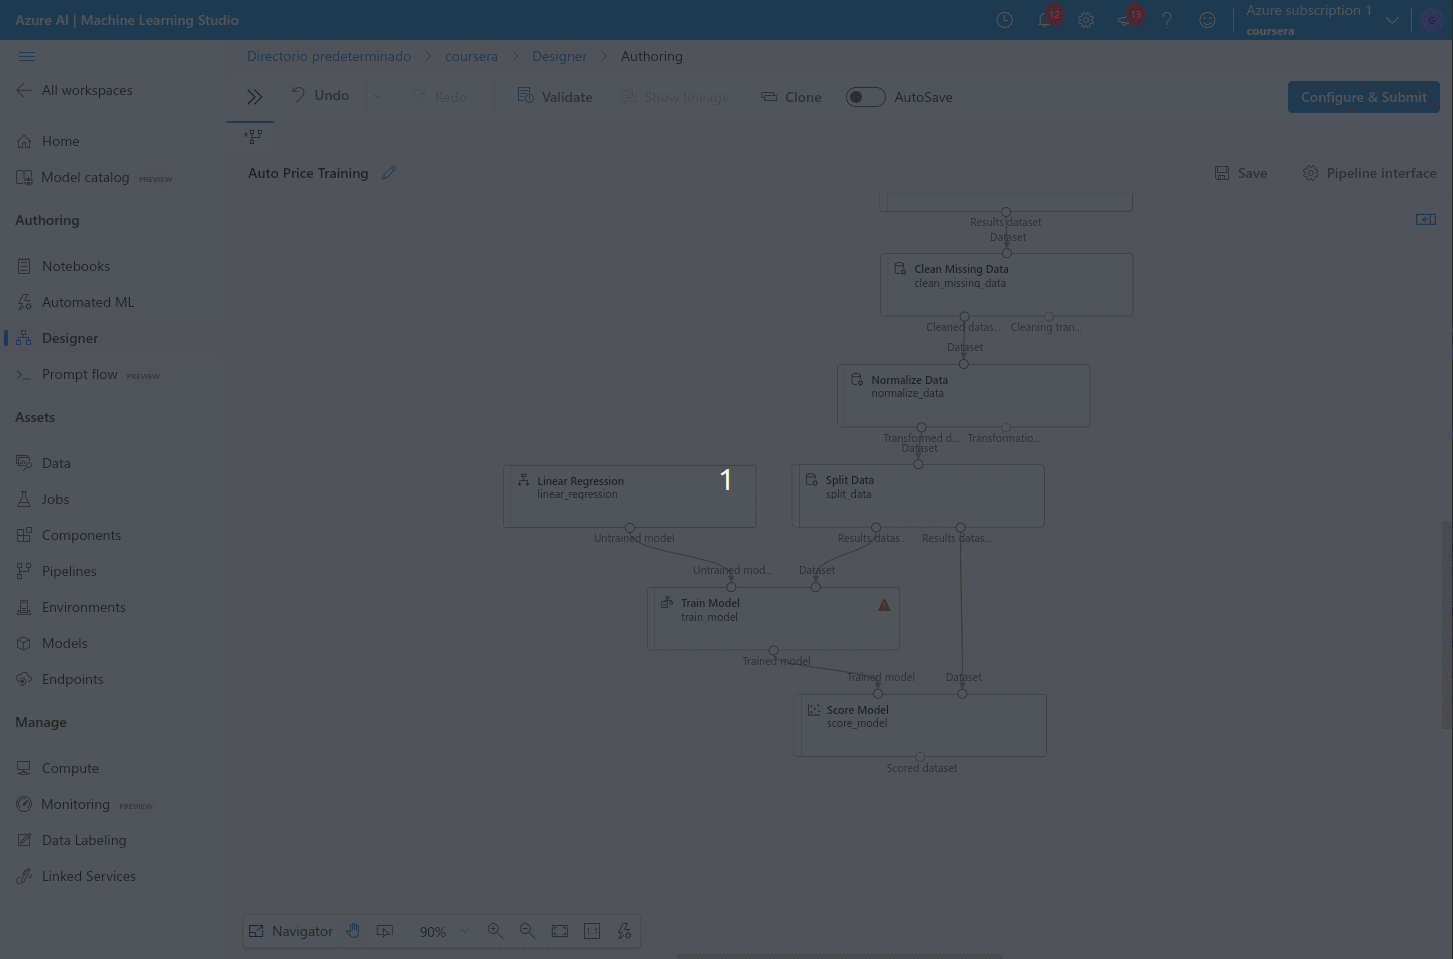 Azure AI | Machine Learning Studio
12
13
Azure subscription 1
coursera
Directorio predeterminado
coursera
Designer
Authoring
All workspaces
Undo
Redo
Validate
Show lineage
Clone
AutoSave
Configure & Submit
Home
Model catalog PREVIEW
Auto Price Training
Save
Pipeline interface
Authoring
Results dataset
Dataset
Notebooks
Clean Missing Data
clean_missing_data
Automated ML
Cleaned datas...
Cleaning tran...
Designer
Dataset
Prompt flow PREVIEW
Normalize Data
normalize_data
Assets
Transformed d...
Transformatio...
Dataset
Data
Linear Regression
linear_regression
1
Split Data
split_data
Jobs
Components
Untrained model
Results datas...
Results datas...
Pipelines
Untrained mod...
Dataset
Environments
Train Model
train_model
Models
Trained model
Endpoints
Trained model
Dataset
Manage
Score Model
score_model
Compute
Scored dataset
Monitoring PREVIEW
Data Labeling
Linked Services
Navigator
90%
1:1